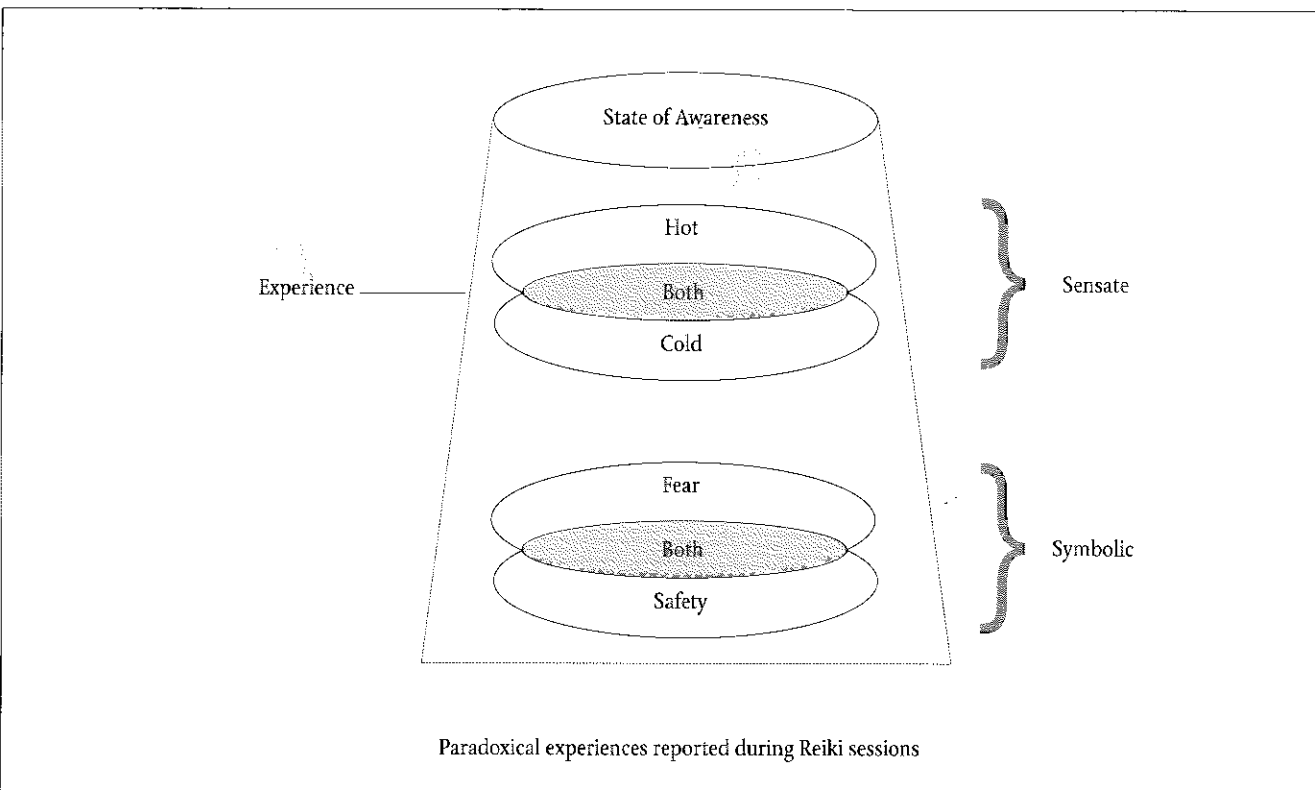 State of Awareness
Hot
Experience
Both
Sensate
Cold
Fear
Both
Symbolic
Safety
Paradoxical experiences reported during Reiki sessions